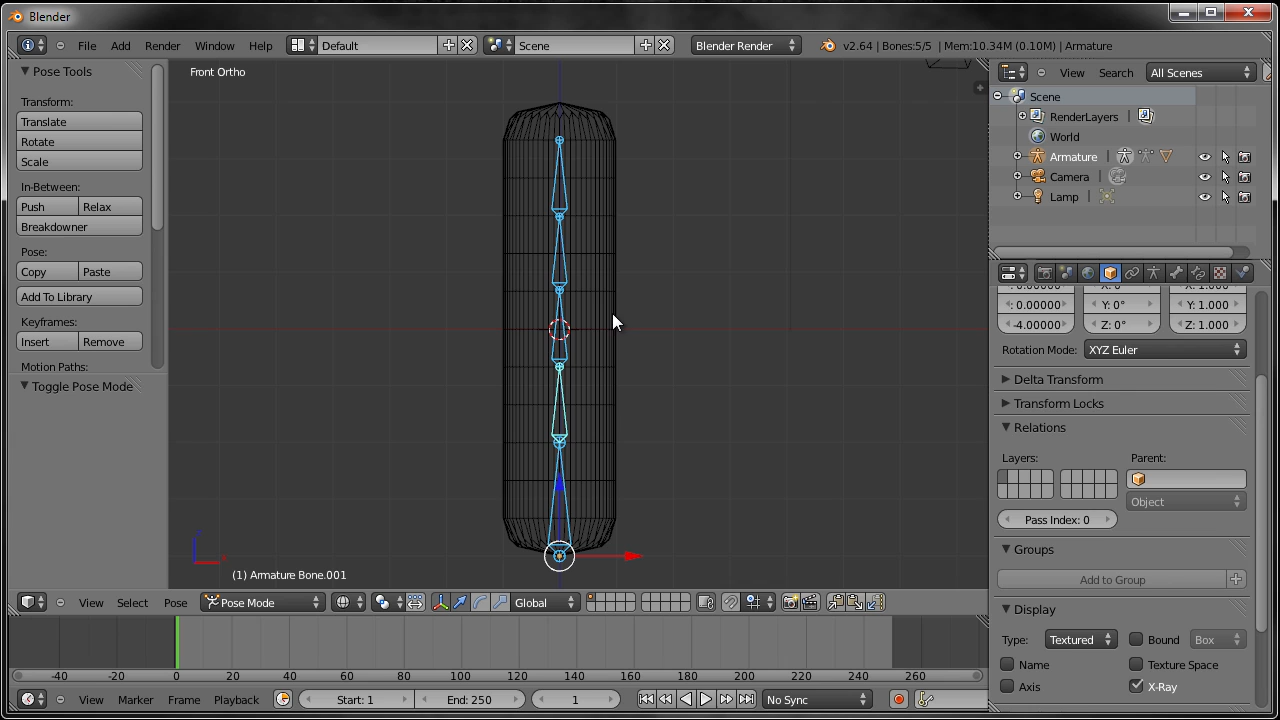 Blender
File Add Render Window Help Default Scene Blender Render v2.64 | Bones:5/5 | Mem:10.34M (0.10M) | Armature
Pose Tools
Transform:
Translate
Rotate
Scale
In-Between:
Push Relax
Breakdowner
Pose:
Copy Paste
Add To Library
Keyframes:
Insert Remove
Motion Paths:
Toggle Pose Mode
Front Ortho
(1) Armature Bone.001
View Select Pose Pose Mode Global
-40 -20 0 20 40 60 80 100 120 140 160 180 200 220 240 260
View Marker Frame Playback Start: 1 End: 250 1 No Sync
View Search All Scenes
Scene
RenderLayers
World
Armature
Camera
Lamp
: 0.00000 Y: 0° Y: 1.000
-4.00000 Z: 0° Z: 1.000
Rotation Mode: XYZ Euler
Delta Transform
Transform Locks
Relations
Layers: Parent:
Object
Pass Index: 0
Groups
Add to Group
Display
Type: Textured Bound Box
Name Texture Space
Axis X-Ray